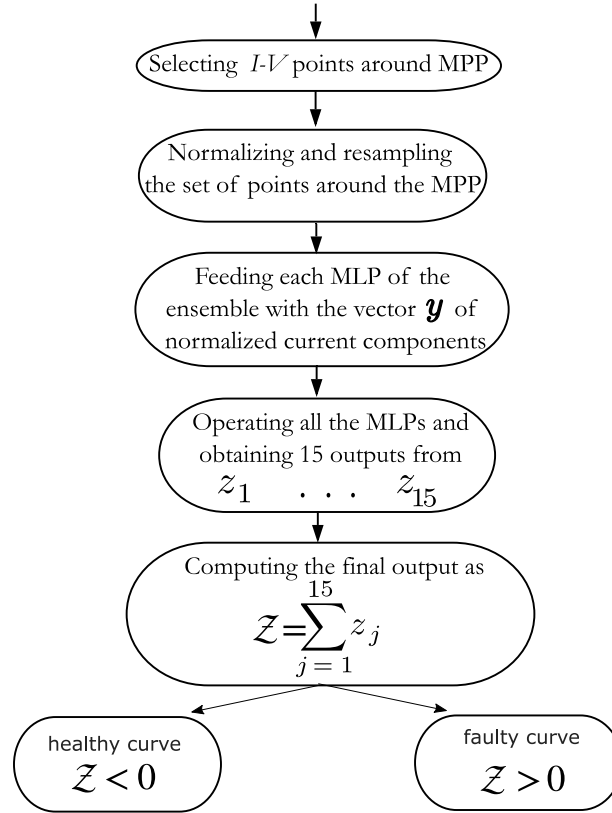 Selecting I-V points around MPP
Normalizing and resampling
the set of points around the MPP
Feeding each MLP of the
ensemble with the vector y of
normalized current components
Operating all the MLPs and
obtaining 15 outputs from
z₁ . . . z₁₅
Computing the final output as
15
Z = ∑ zⱼ
j = 1
healthy curve
Z < 0
faulty curve
Z > 0